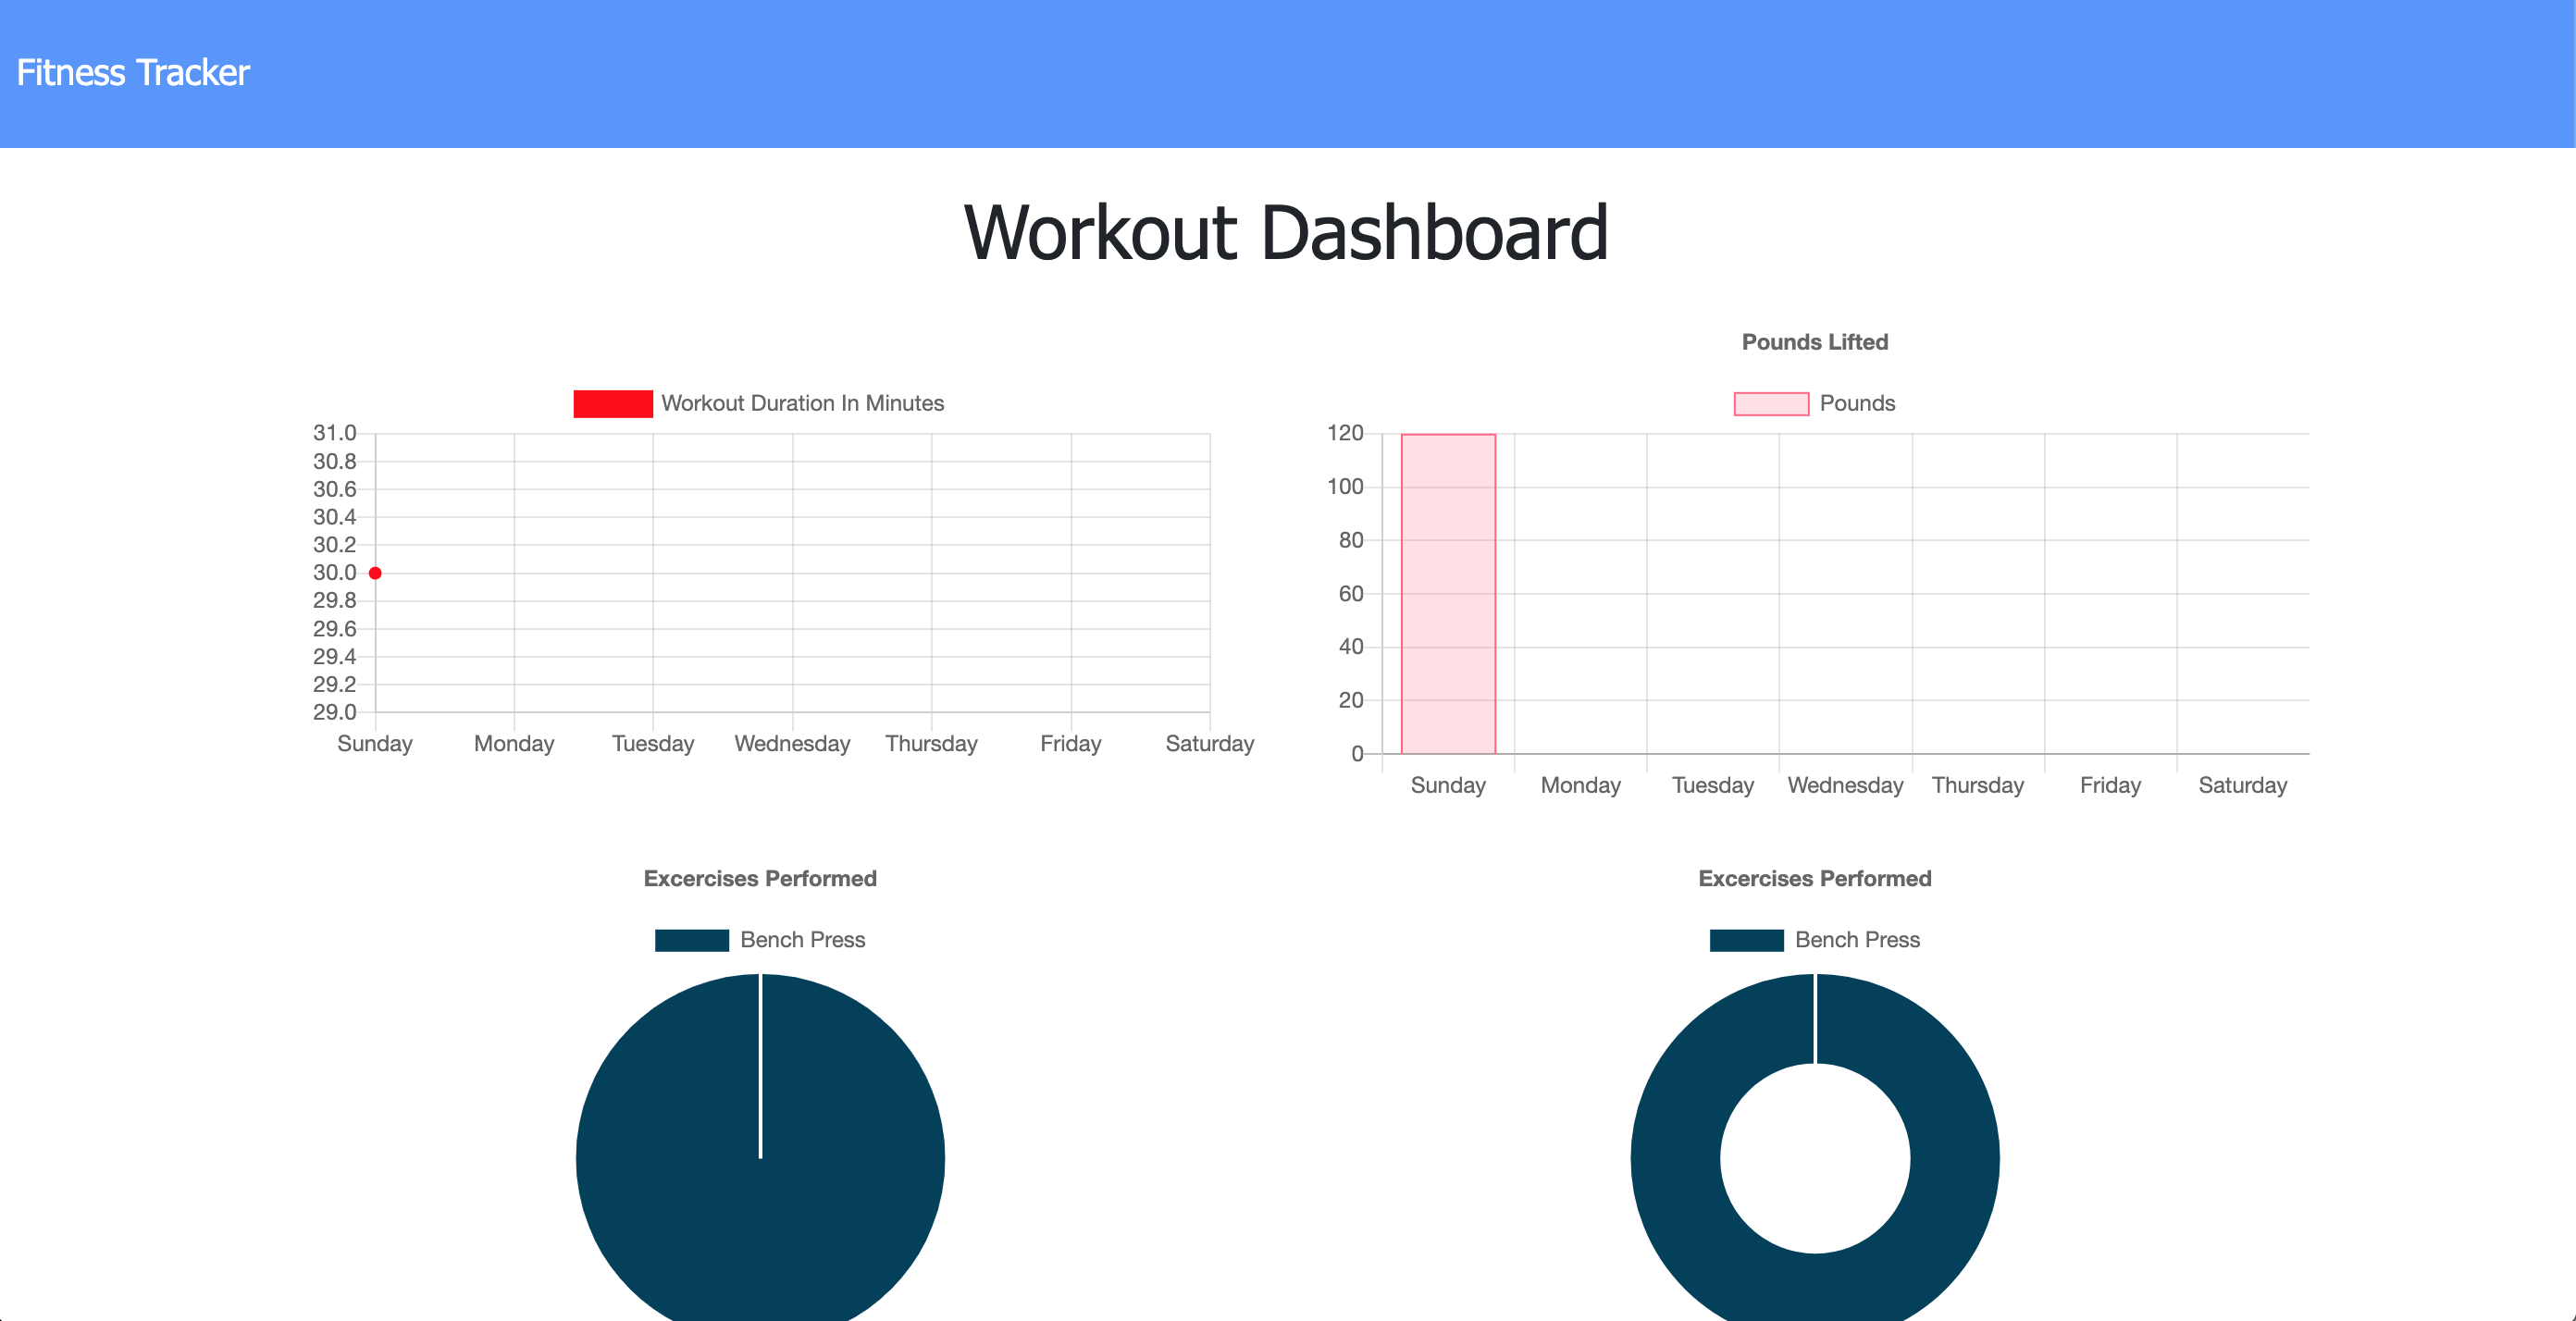 Fitness Tracker
Workout Dashboard
Workout Duration In Minutes
31.0
30.8
30.6
30.4
30.2
30.0
29.8
29.6
29.4
29.2
29.0
Sunday Monday Tuesday Wednesday Thursday Friday Saturday
Pounds Lifted
Pounds
120
100
80
60
40
20
0
Sunday Monday Tuesday Wednesday Thursday Friday Saturday
Excercises Performed
Bench Press
Excercises Performed
Bench Press